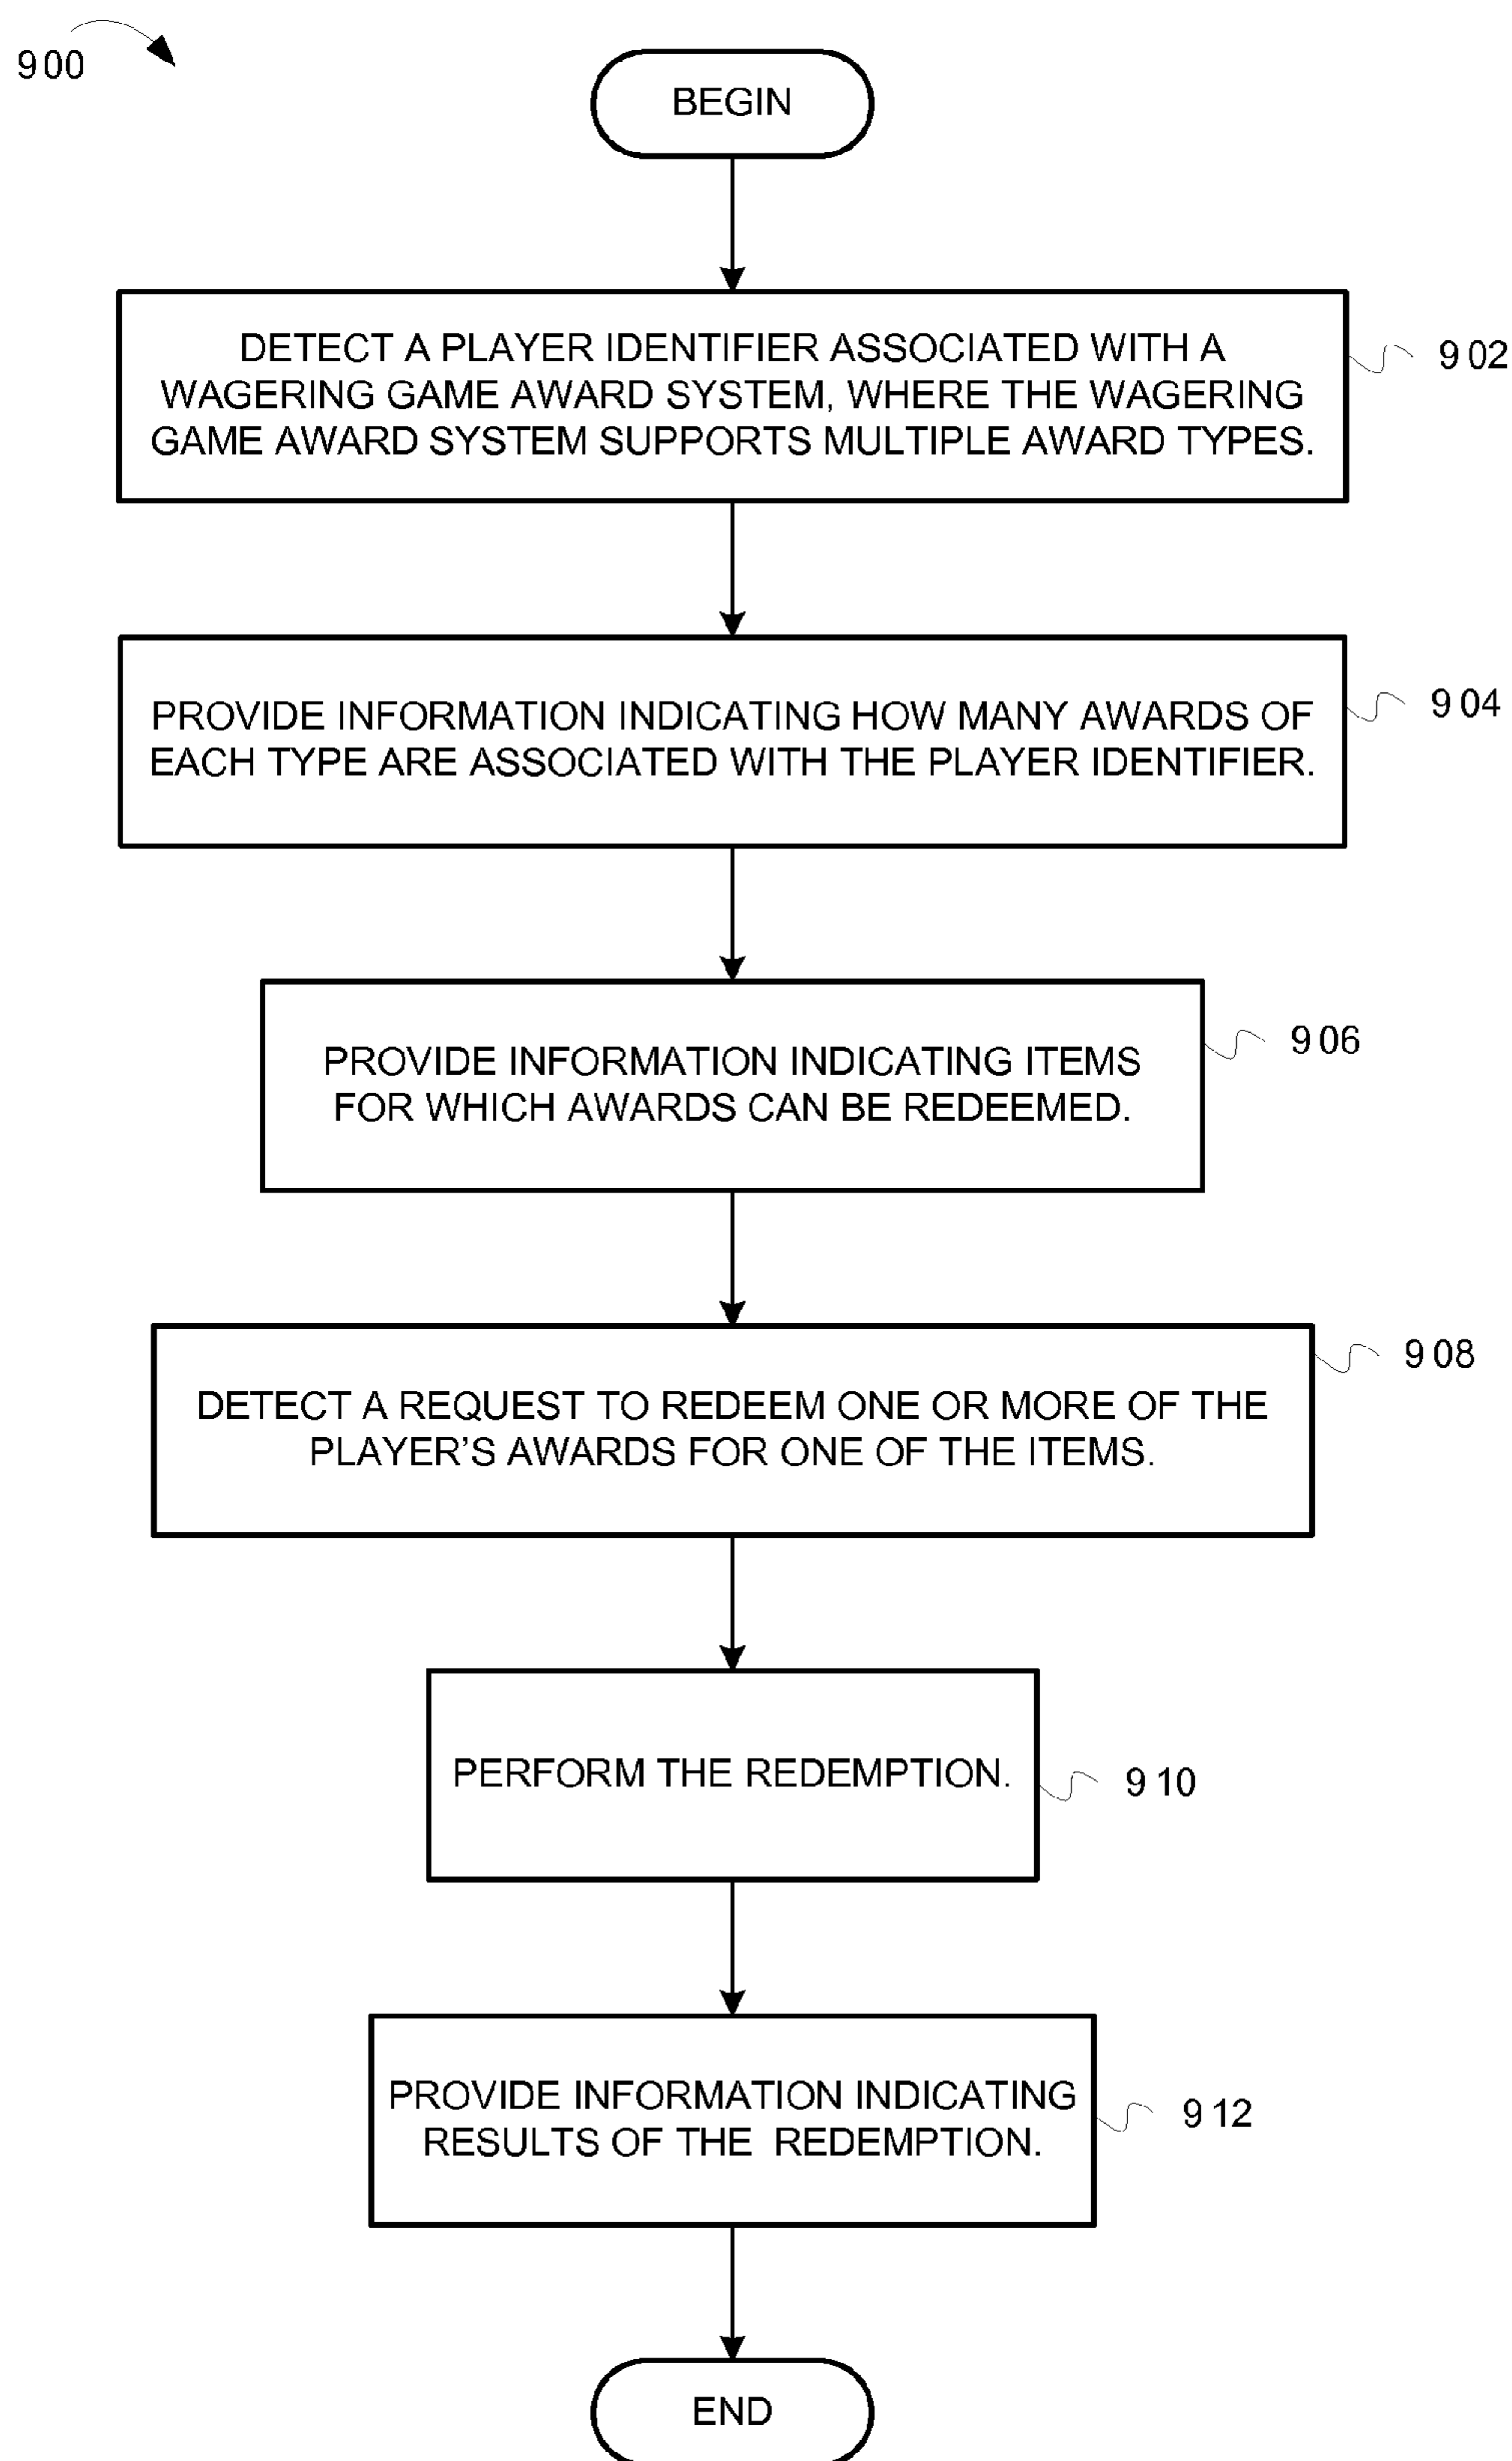 900
BEGIN
DETECT A PLAYER IDENTIFIER ASSOCIATED WITH A
WAGERING GAME AWARD SYSTEM, WHERE THE WAGERING
GAME AWARD SYSTEM SUPPORTS MULTIPLE AWARD TYPES.
902
PROVIDE INFORMATION INDICATING HOW MANY AWARDS OF
EACH TYPE ARE ASSOCIATED WITH THE PLAYER IDENTIFIER.
904
PROVIDE INFORMATION INDICATING ITEMS
FOR WHICH AWARDS CAN BE REDEEMED.
906
DETECT A REQUEST TO REDEEM ONE OR MORE OF THE
PLAYER'S AWARDS FOR ONE OF THE ITEMS.
908
PERFORM THE REDEMPTION.
910
PROVIDE INFORMATION INDICATING
RESULTS OF THE REDEMPTION.
912
END